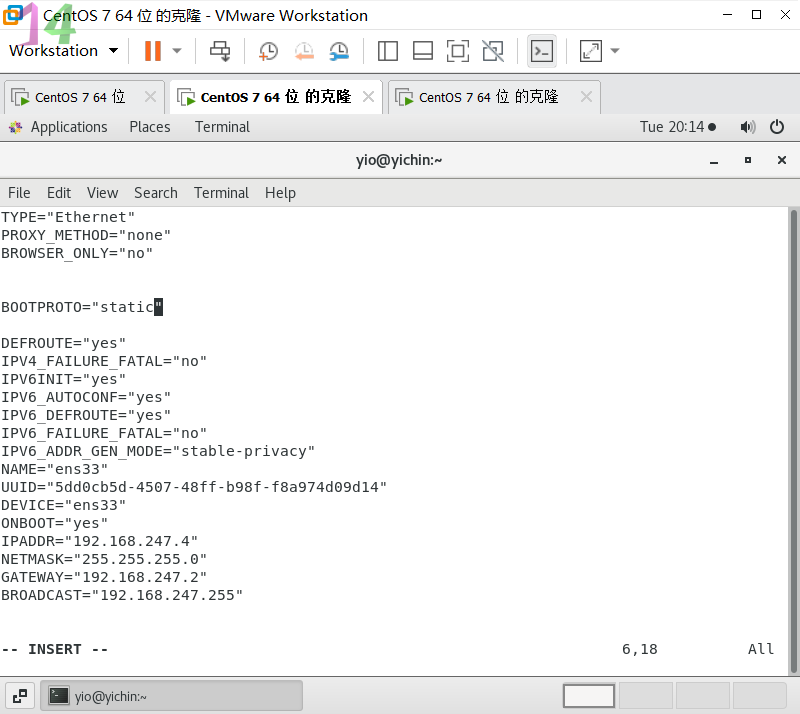 14
CentOS 7 64 位 的克隆 - VMware Workstation
Workstation
CentOS 7 64 位
CentOS 7 64 位 的克隆
CentOS 7 64 位 的克隆
Applications Places Terminal Tue 20:14
yio@yichin:~
File Edit View Search Terminal Help
TYPE="Ethernet"
PROXY_METHOD="none"
BROWSER_ONLY="no"
BOOTPROTO="static"
DEFROUTE="yes"
IPV4_FAILURE_FATAL="no"
IPV6INIT="yes"
IPV6_AUTOCONF="yes"
IPV6_DEFROUTE="yes"
IPV6_FAILURE_FATAL="no"
IPV6_ADDR_GEN_MODE="stable-privacy"
NAME="ens33"
UUID="5dd0cb5d-4507-48ff-b98f-f8a974d09d14"
DEVICE="ens33"
ONBOOT="yes"
IPADDR="192.168.247.4"
NETMASK="255.255.255.0"
GATEWAY="192.168.247.2"
BROADCAST="192.168.247.255"
-- INSERT -- 6,18 All
yio@yichin:~